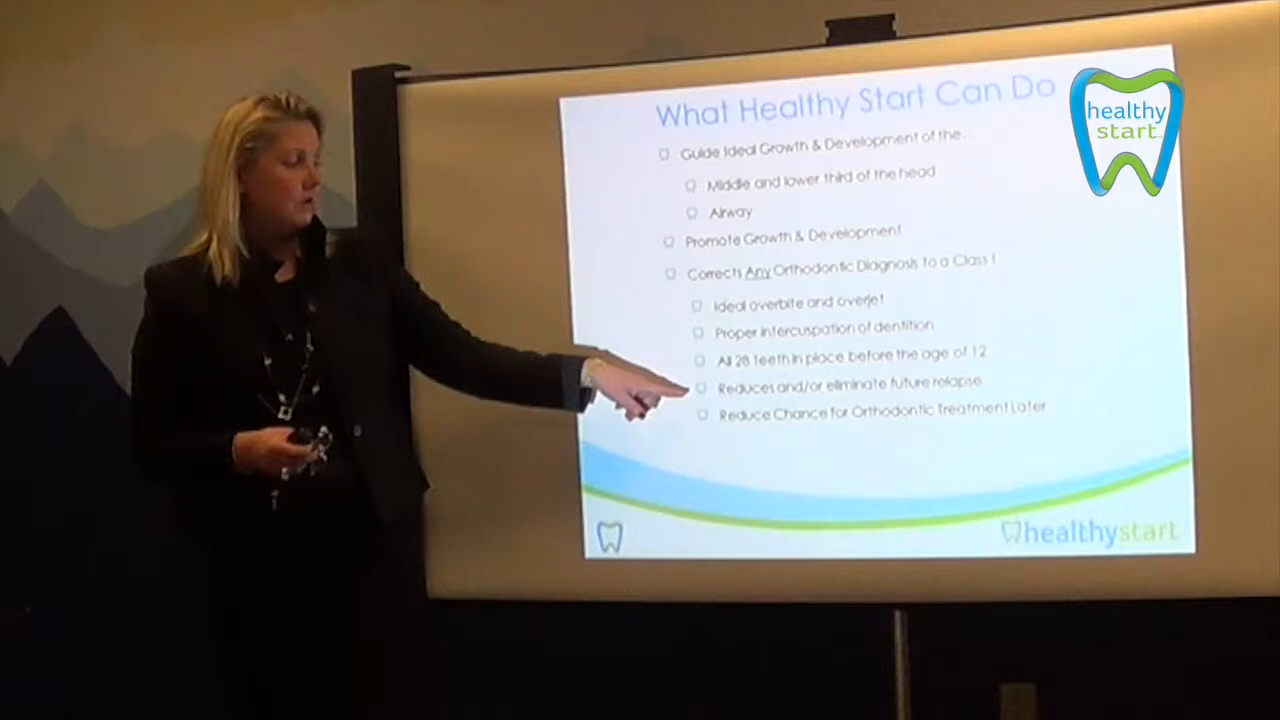 What Healthy Start Can Do
healthy
start
Guide Ideal Growth & Development of the...
Middle and lower third of the head
Airway
Promote Growth & Development
Corrects Any Orthodontic Diagnosis to a Class I
Ideal overbite and overjet
Proper intercuspation of dentition
All 28 teeth in place before the age of 12
Reduces and/or eliminate future relapse
Reduce Chance for Orthodontic Treatment Later
healthystart